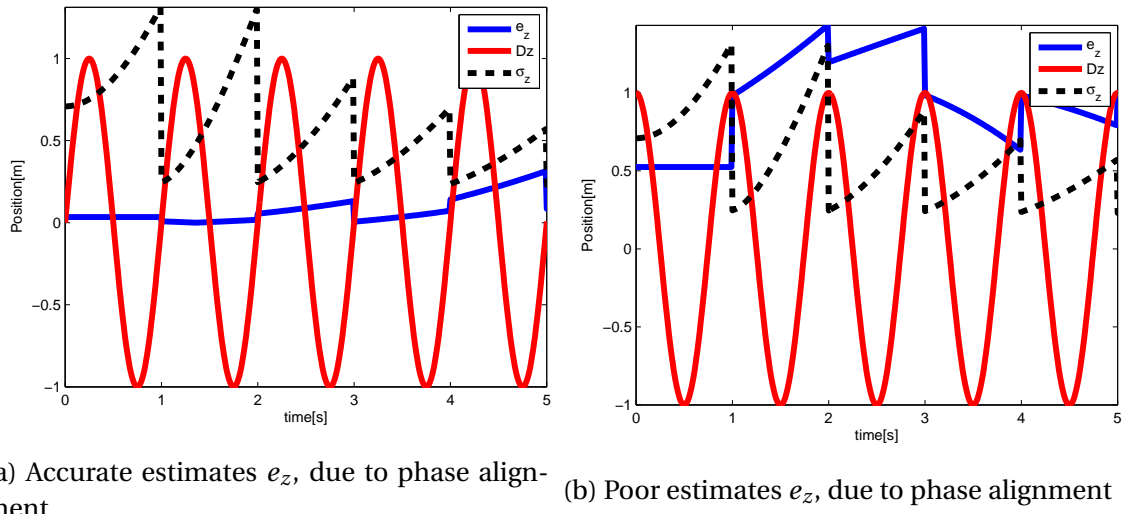 e_z
Dz
σ_z
1
0.5
0
−0.5
−1
Position[m]
0 1 2 3 4 5
time[s]
e_z
Dz
σ_z
1
0.5
0
−0.5
−1
Position[m]
0 1 2 3 4 5
time[s]
a) Accurate estimates e_z, due to phase align-
ment
(b) Poor estimates e_z, due to phase alignment